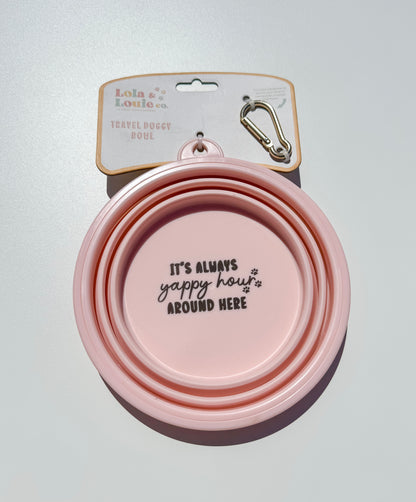 Lola &
Louie co.
TRAVEL DOGGY
BOWL
IT'S ALWAYS
yappy hour
AROUND HERE